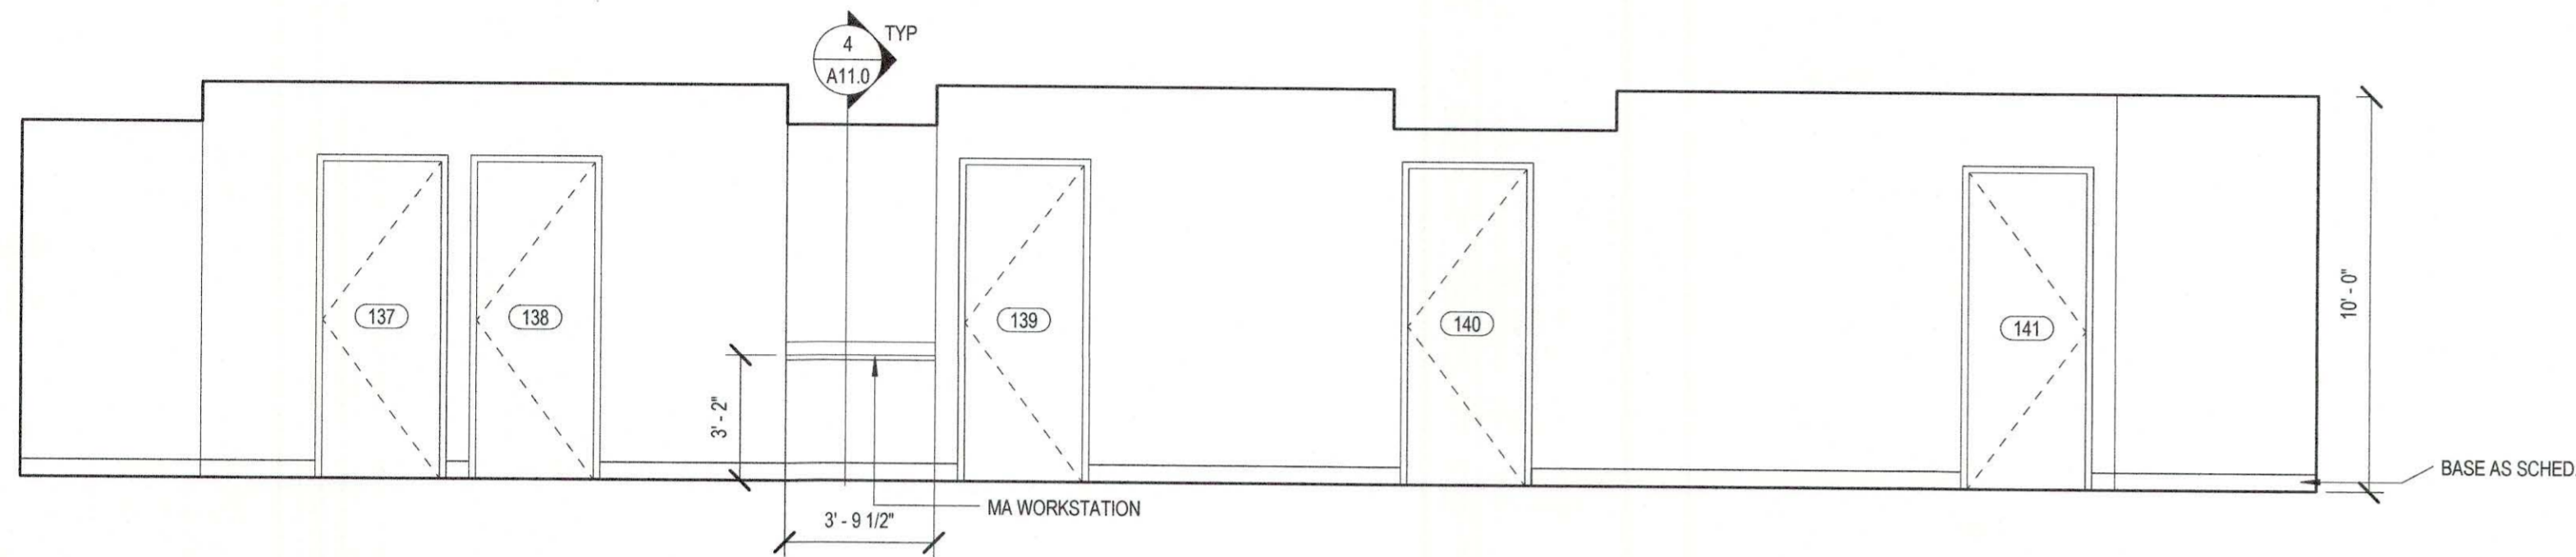 4
A11.0
TYP
137
138
139
140
141
3' - 2"
10' - 0"
BASE AS SCHED
MA WORKSTATION
3' - 9 1/2"